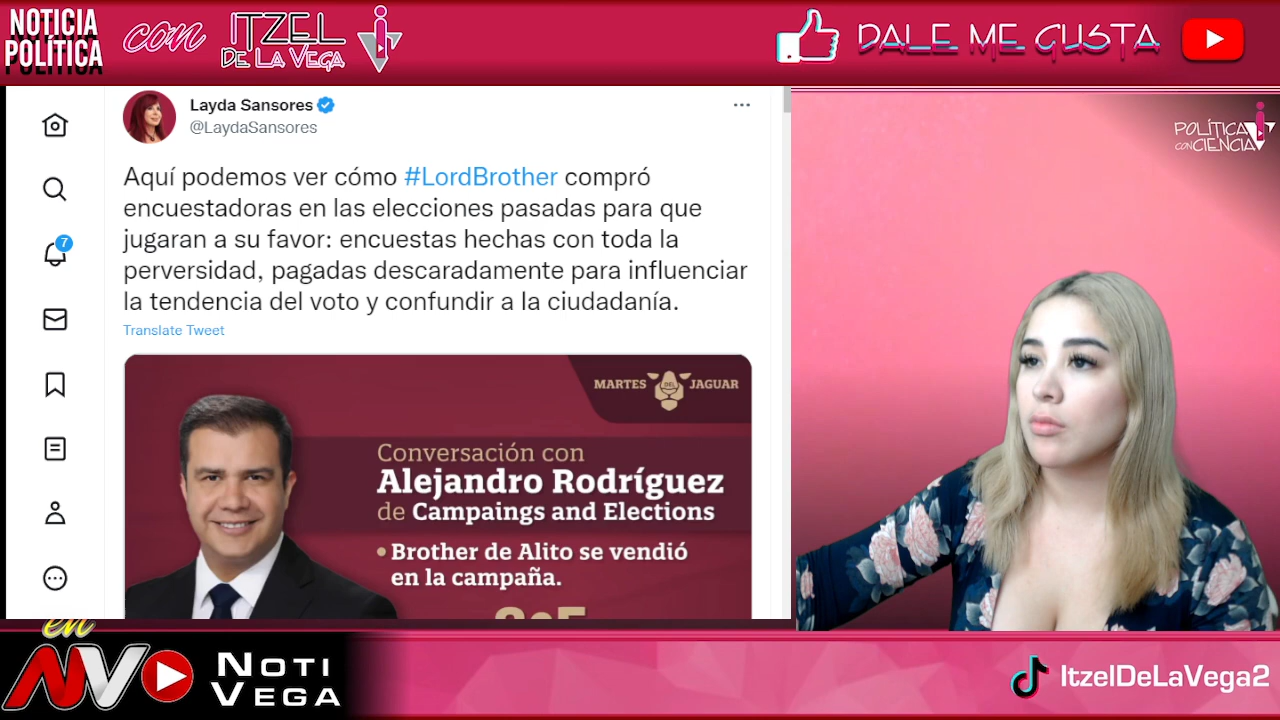 NOTICIA
POLÍTICA
con
ITZEL
DE LA VEGA
DALE ME GUSTA
Layda Sansores
@LaydaSansores
Aquí podemos ver cómo #LordBrother compró
encuestadoras en las elecciones pasadas para que
jugaran a su favor: encuestas hechas con toda la
perversidad, pagadas descaradamente para influenciar
la tendencia del voto y confundir a la ciudadanía.
Translate Tweet
7
MARTES DEL JAGUAR
Conversación con
Alejandro Rodríguez
de Campaings and Elections
• Brother de Alito se vendió
en la campaña.
POLÍTICA
CON CIENCIA
en
NV
NOTI
VEGA
ItzelDeLaVega2